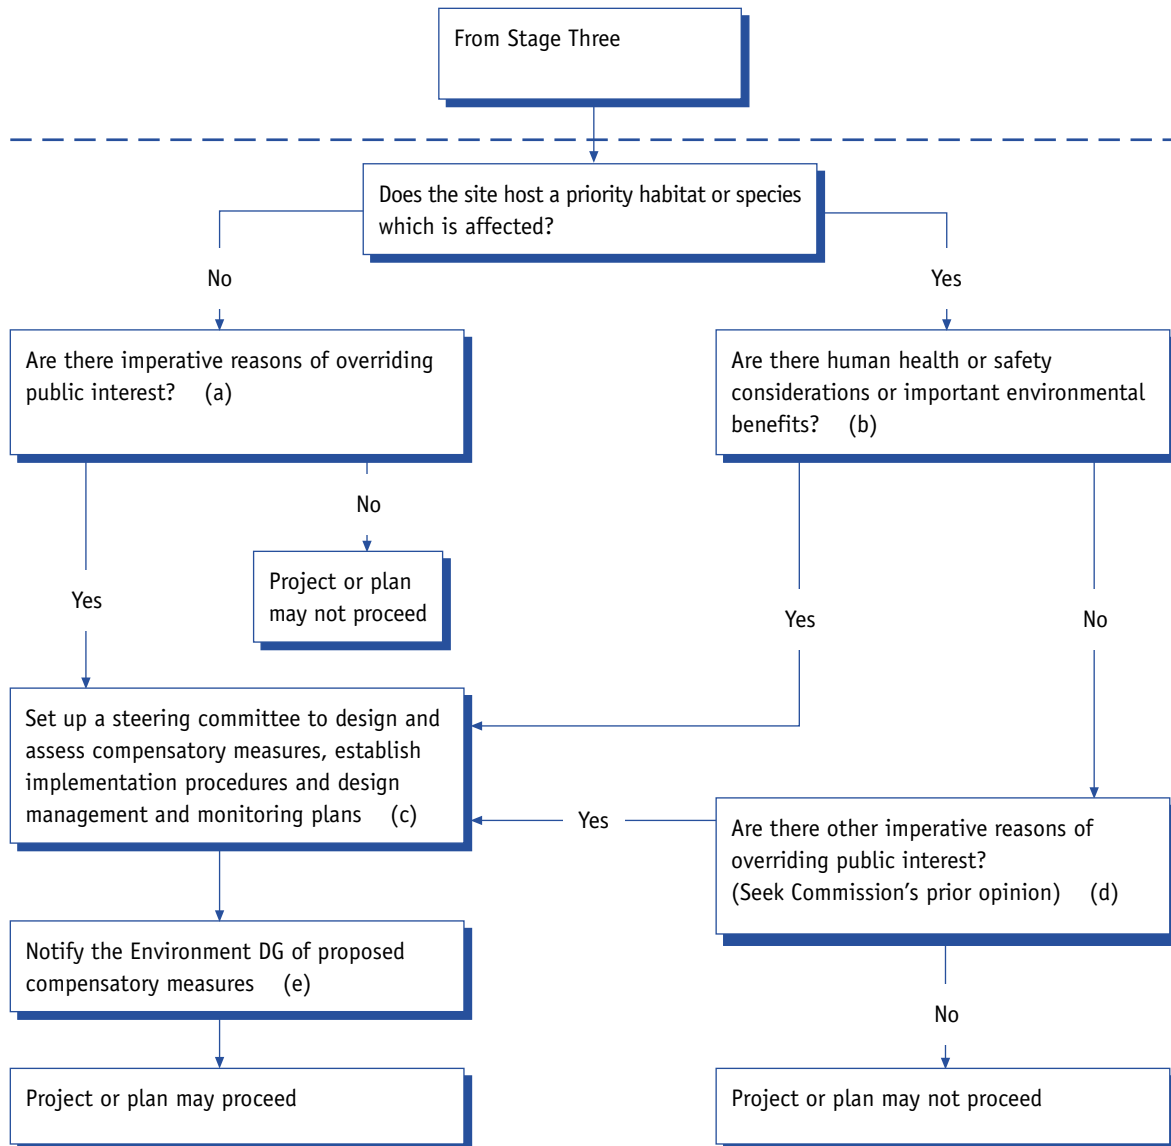 From Stage Three
Does the site host a priority habitat or species
which is affected?
No
Yes
Are there imperative reasons of overriding
public interest? (a)
Are there human health or safety
considerations or important environmental
benefits? (b)
No
Project or plan
may not proceed
Yes
Yes
No
Set up a steering committee to design and
assess compensatory measures, establish
implementation procedures and design
management and monitoring plans (c)
Yes
Are there other imperative reasons of
overriding public interest?
(Seek Commission's prior opinion) (d)
Notify the Environment DG of proposed
compensatory measures (e)
No
Project or plan may proceed
Project or plan may not proceed